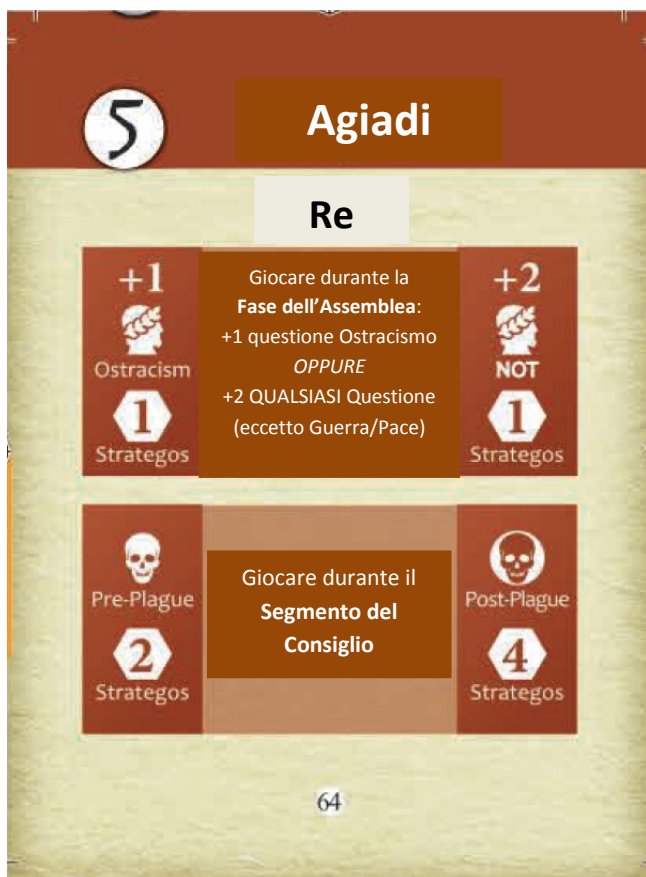 5
Agiadi
Re
+1
Ostracism
1
Strategos
Giocare durante la
Fase dell’Assemblea:
+1 questione Ostracismo
OPPURE
+2 QUALSIASI Questione
(eccetto Guerra/Pace)
+2
NOT
1
Strategos
Pre-Plague
2
Strategos
Giocare durante il
Segmento del
Consiglio
Post-Plague
4
Strategos
64